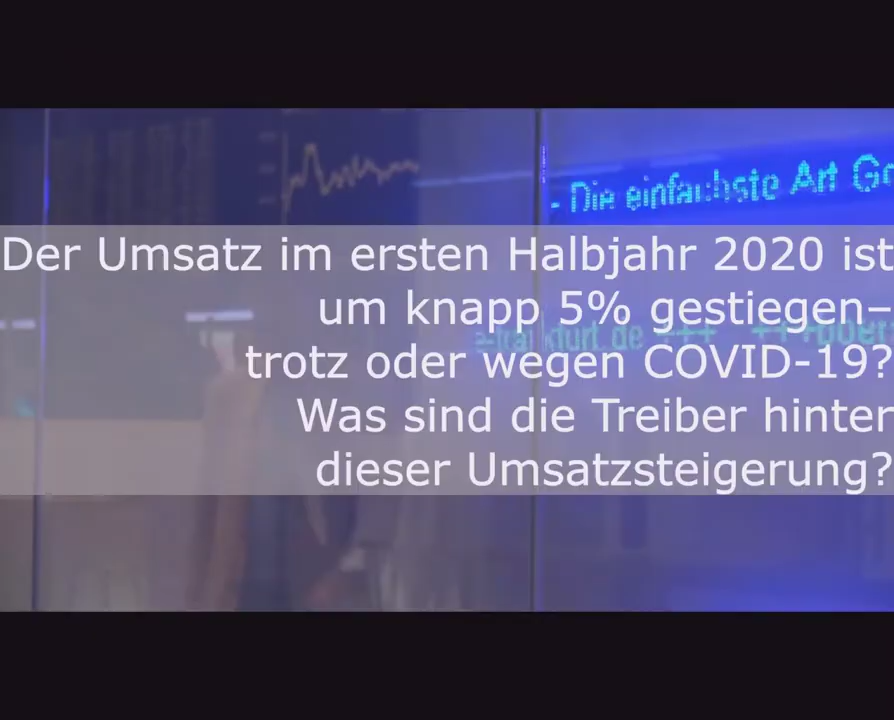 - Die einfachste Art Go
Der Umsatz im ersten Halbjahr 2020 ist
um knapp 5% gestiegen–
trotz oder wegen COVID-19?
Was sind die Treiber hinter
dieser Umsatzsteigerung?